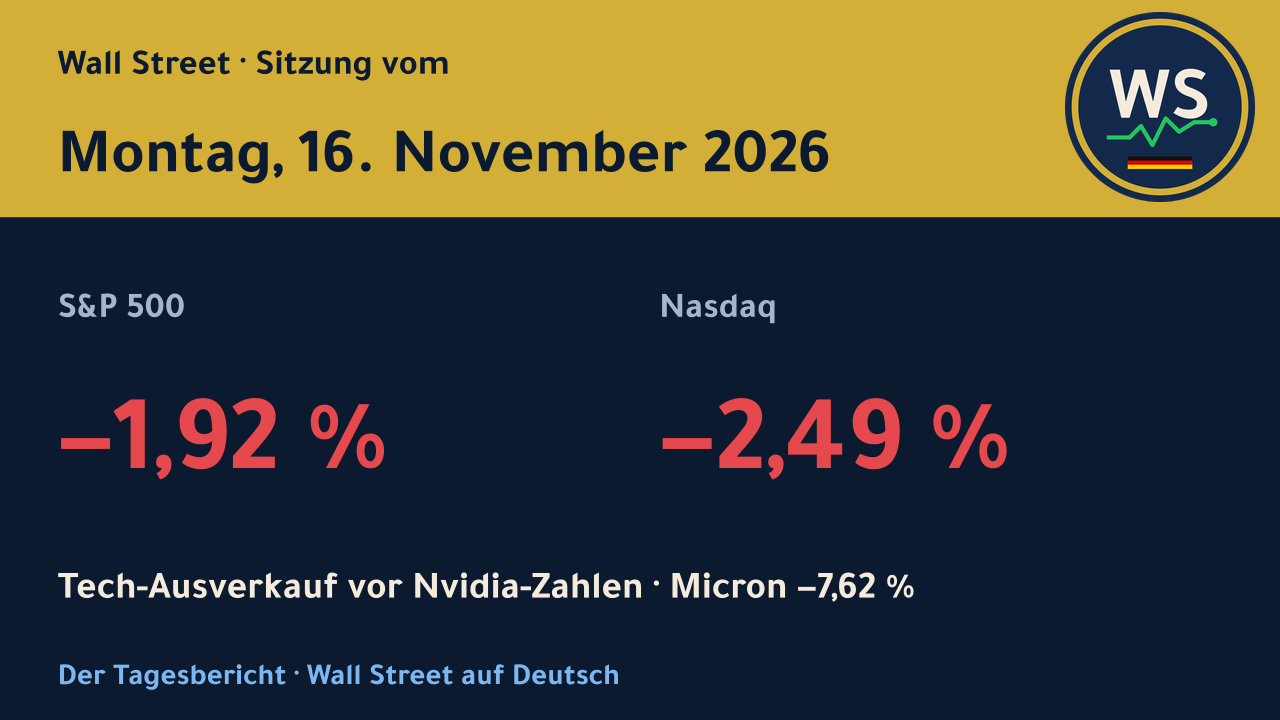 Wall Street · Sitzung vom
Montag, 16. November 2026
WS
S&P 500
Nasdaq
–1,92 %
–2,49 %
Tech-Ausverkauf vor Nvidia-Zahlen · Micron –7,62 %
Der Tagesbericht · Wall Street auf Deutsch